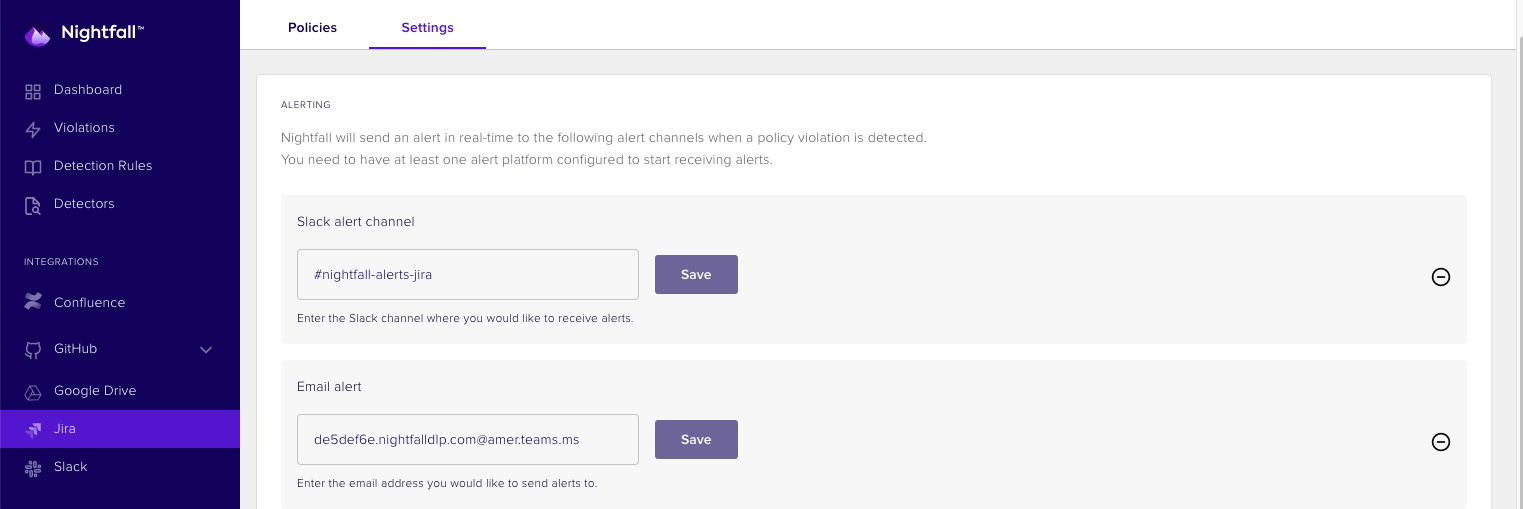 Nightfall™
Dashboard
Violations
Detection Rules
Detectors
INTEGRATIONS
Confluence
GitHub
Google Drive
Jira
Slack
Policies
Settings
ALERTING
Nightfall will send an alert in real-time to the following alert channels when a policy violation is detected.
You need to have at least one alert platform configured to start receiving alerts.
Slack alert channel
#nightfall-alerts-jira
Save
Enter the Slack channel where you would like to receive alerts.
Email alert
de5def6e.nightfalldlp.com@amer.teams.ms
Save
Enter the email address you would like to send alerts to.